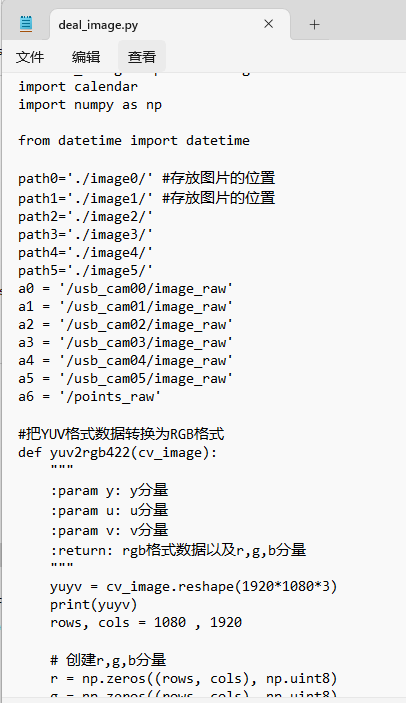 deal_image.py
文件 编辑 查看
import calendar
import numpy as np
from datetime import datetime
path0='./image0/' #存放图片的位置
path1='./image1/' #存放图片的位置
path2='./image2/'
path3='./image3/'
path4='./image4/'
path5='./image5/'
a0 = '/usb_cam00/image_raw'
a1 = '/usb_cam01/image_raw'
a2 = '/usb_cam02/image_raw'
a3 = '/usb_cam03/image_raw'
a4 = '/usb_cam04/image_raw'
a5 = '/usb_cam05/image_raw'
a6 = '/points_raw'
#把YUV格式数据转换为RGB格式
def yuv2rgb422(cv_image):
    """
    :param y: y分量
    :param u: u分量
    :param v: v分量
    :return: rgb格式数据以及r,g,b分量
    """
    yuyv = cv_image.reshape(1920*1080*3)
    print(yuyv)
    rows, cols = 1080 , 1920
    # 创建r,g,b分量
    r = np.zeros((rows, cols), np.uint8)
    g = np.zeros((rows, cols), np.uint8)